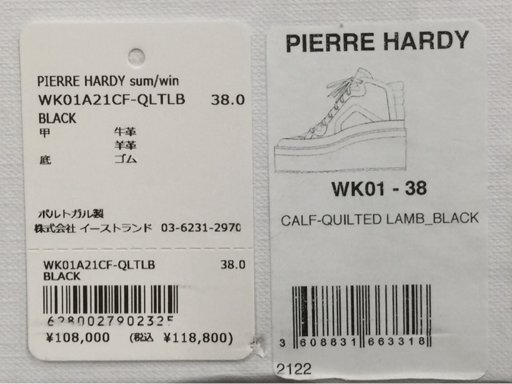 PIERRE HARDY sum/win
WK01A21CF-QLTLB 38.0
BLACK
甲 牛革
羊革
底 ゴム
ポルトガル製
株式会社 イーストランド 03-6231-2970
WK01A21CF-QLTLB 38.0
BLACK
6280027902325
¥108,000 (税込 ¥118,800)
PIERRE HARDY
WK01 - 38
CALF-QUILTED LAMB_BLACK
3 608831 663318
2122